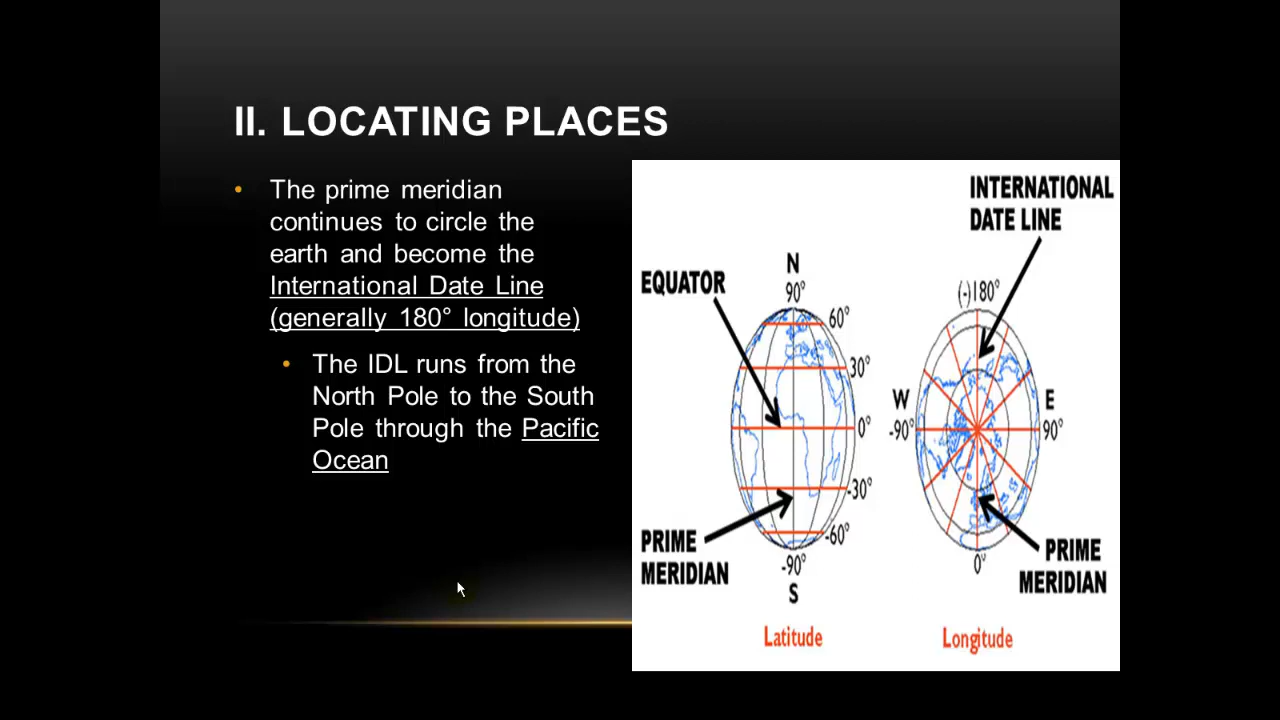 II. LOCATING PLACES
• The prime meridian
continues to circle the
earth and become the
International Date Line
(generally 180° longitude)
• The IDL runs from the
North Pole to the South
Pole through the Pacific
Ocean
INTERNATIONAL
DATE LINE
EQUATOR
N
90°
60°
30°
0°
-30°
-60°
-90°
S
PRIME
MERIDIAN
Latitude
(-)180°
W
-90°
E
90°
0°
PRIME
MERIDIAN
Longitude